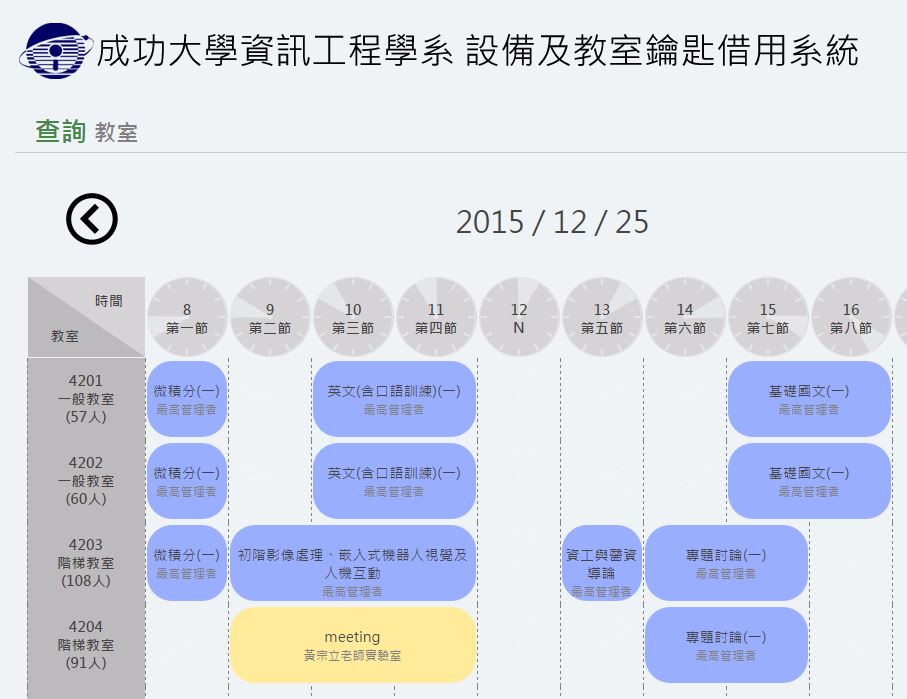 成功大學資訊工程學系 設備及教室鑰匙借用系統
查詢 教室
2015 / 12 / 25
時間
教室
8
第一節
9
第二節
10
第三節
11
第四節
12
N
13
第五節
14
第六節
15
第七節
16
第八節
4201
一般教室
(57人)
微積分(一)
最高管理者
英文(含口語訓練)(一)
最高管理者
基礎國文(一)
最高管理者
4202
一般教室
(60人)
微積分(一)
最高管理者
英文(含口語訓練)(一)
最高管理者
基礎國文(一)
最高管理者
4203
階梯教室
(108人)
微積分(一)
最高管理者
初階影像處理、嵌入式機器人視覺及
人機互動
最高管理者
資工與醫資
導論
最高管理者
專題討論(一)
最高管理者
4204
階梯教室
(91人)
meeting
黃宗立老師實驗室
專題討論(一)
最高管理者